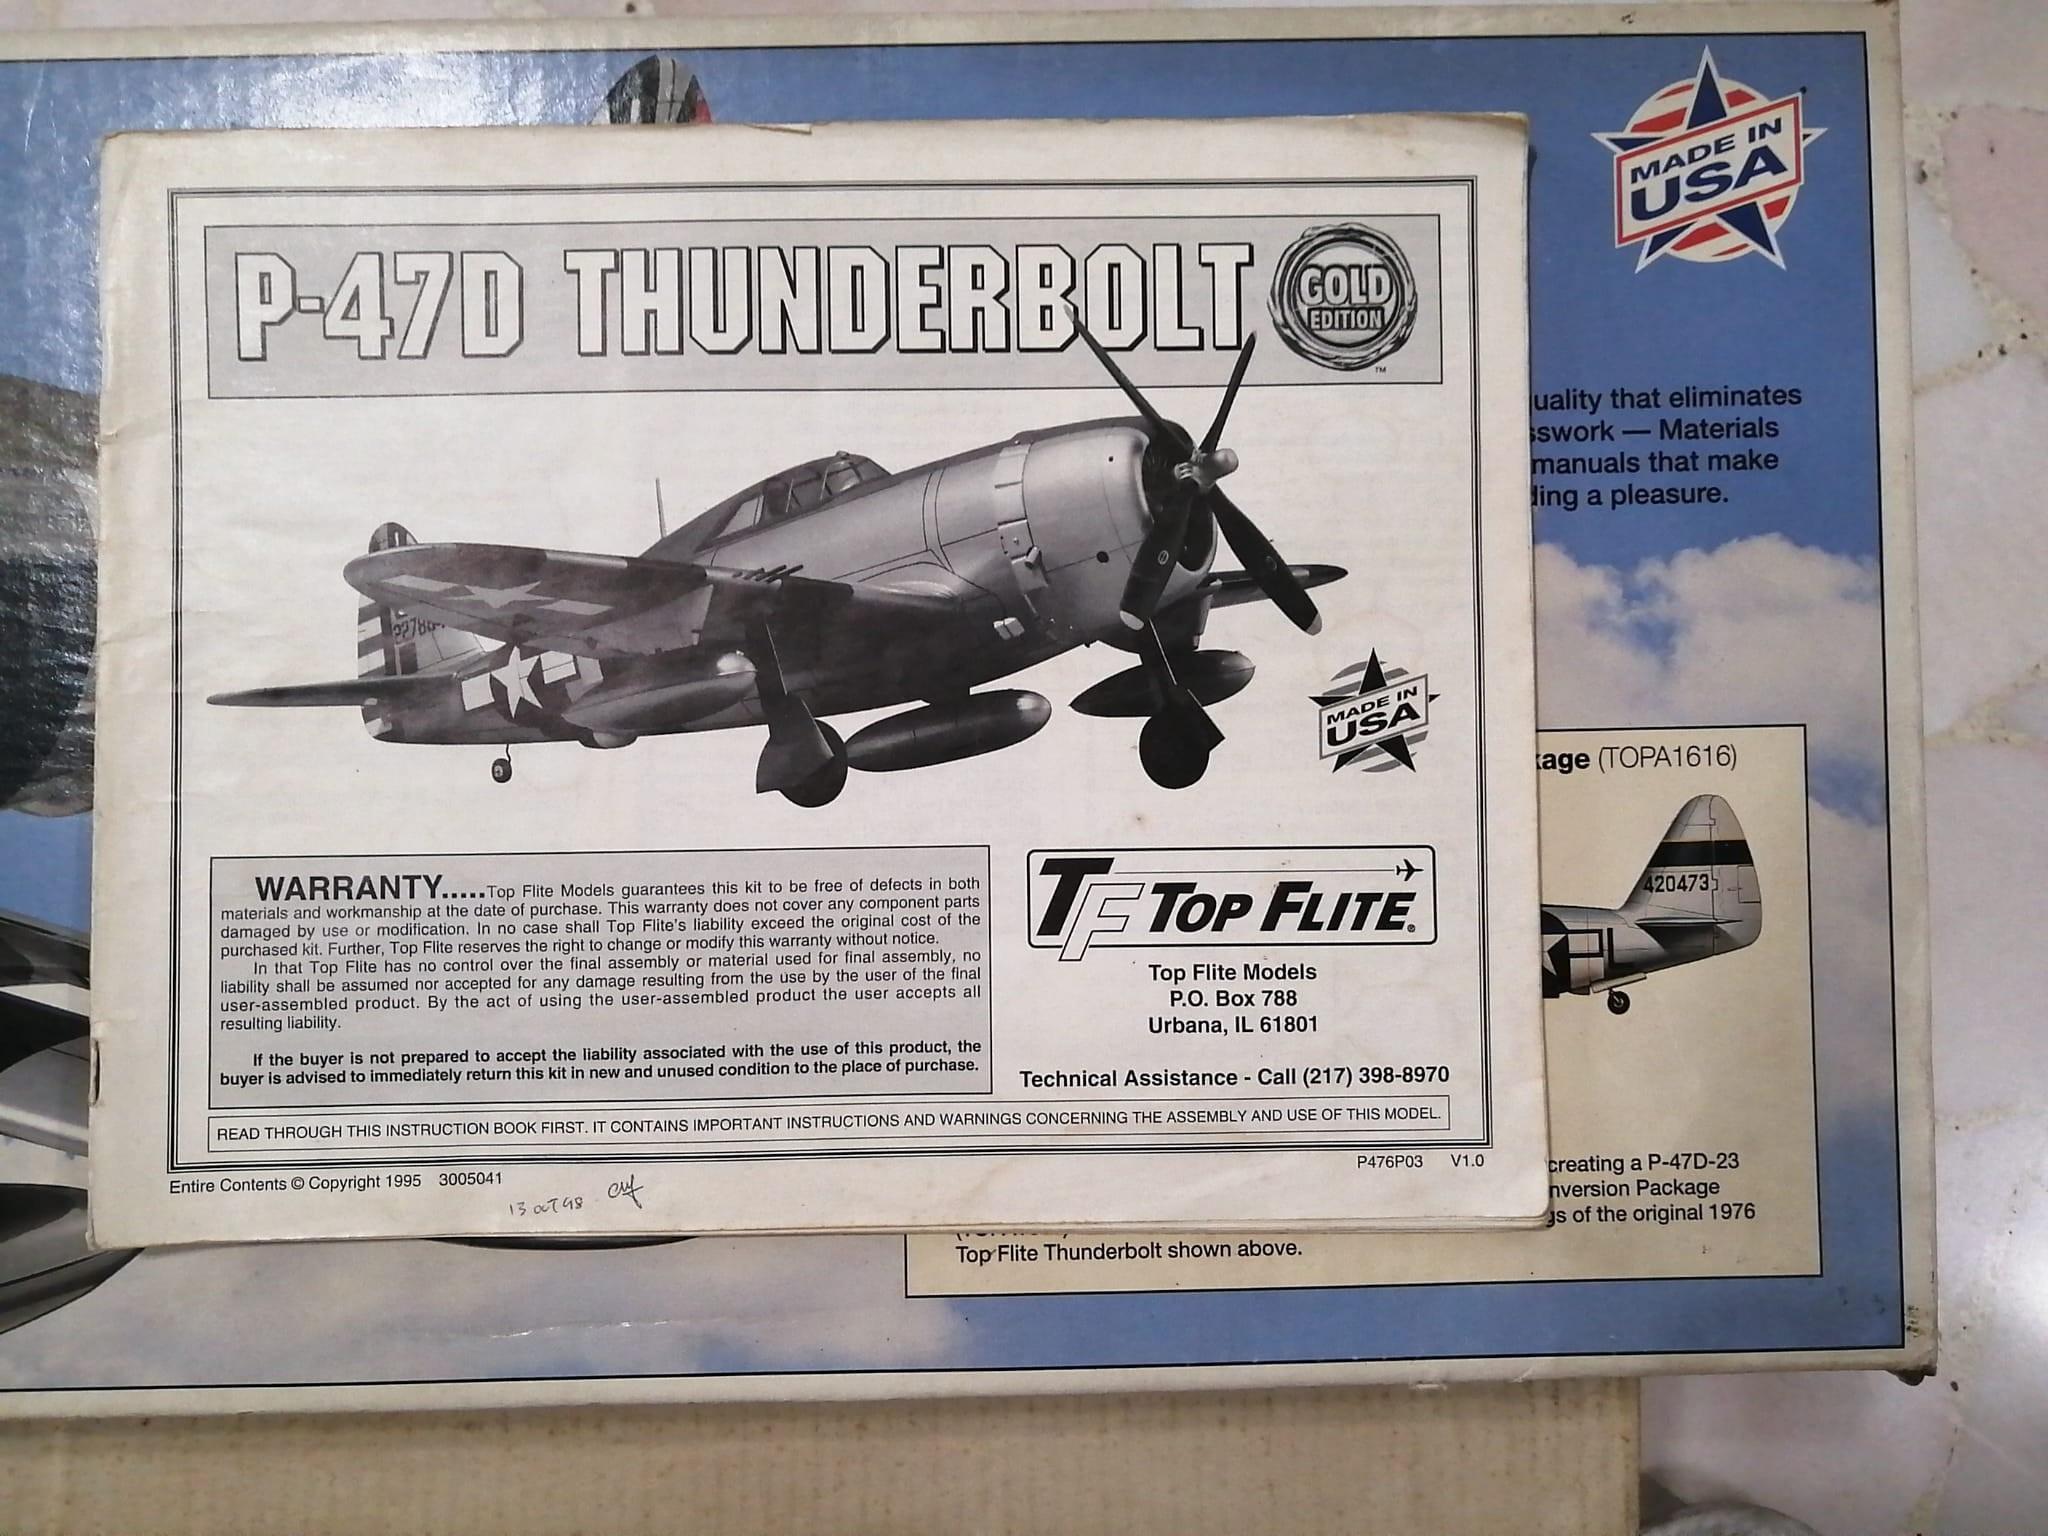 MADE IN
USA
P-47D THUNDERBOLT
GOLD
EDITION
™
uality that eliminates
sswork — Materials
manuals that make
ding a pleasure.
MADE IN
USA
kage (TOPA1616)
420473
WARRANTY.....Top Flite Models guarantees this kit to be free of defects in both
materials and workmanship at the date of purchase. This warranty does not cover any component parts
damaged by use or modification. In no case shall Top Flite's liability exceed the original cost of the
purchased kit. Further, Top Flite reserves the right to change or modify this warranty without notice.
In that Top Flite has no control over the final assembly or material used for final assembly, no
liability shall be assumed nor accepted for any damage resulting from the use by the user of the final
user-assembled product. By the act of using the user-assembled product the user accepts all
resulting liability.
If the buyer is not prepared to accept the liability associated with the use of this product, the
buyer is advised to immediately return this kit in new and unused condition to the place of purchase.
TF TOP FLITE®
Top Flite Models
P.O. Box 788
Urbana, IL 61801
Technical Assistance - Call (217) 398-8970
READ THROUGH THIS INSTRUCTION BOOK FIRST. IT CONTAINS IMPORTANT INSTRUCTIONS AND WARNINGS CONCERNING THE ASSEMBLY AND USE OF THIS MODEL.
Entire Contents © Copyright 1995 3005041
P476P03 V1.0
13 OCT 98
creating a P-47D-23
nversion Package
gs of the original 1976
Top Flite Thunderbolt shown above.